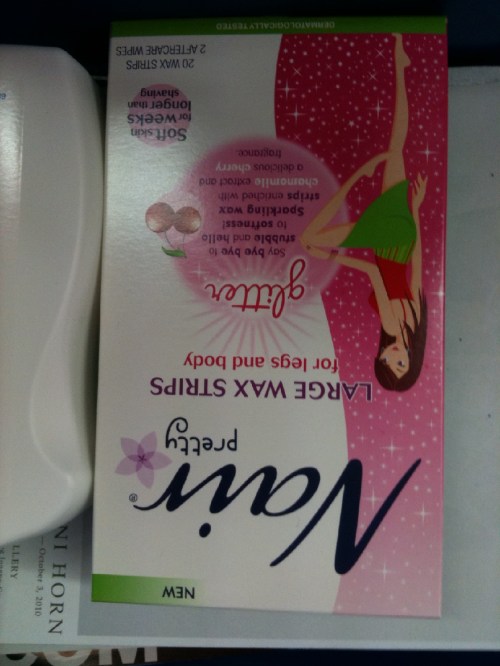 NEW
Nair®
pretty
LARGE WAX STRIPS
for legs and body
glitter
Say bye bye to
stubble and hello
to softness!
Sparkling wax
strips enriched with
chamomile extract and
a delicious cherry
fragrance.
Soft skin
for weeks
longer than
shaving
20 WAX STRIPS
2 AFTERCARE WIPES
DERMATOLOGICALLY TESTED
NI HORN
October 3, 2010
LLERY
COM